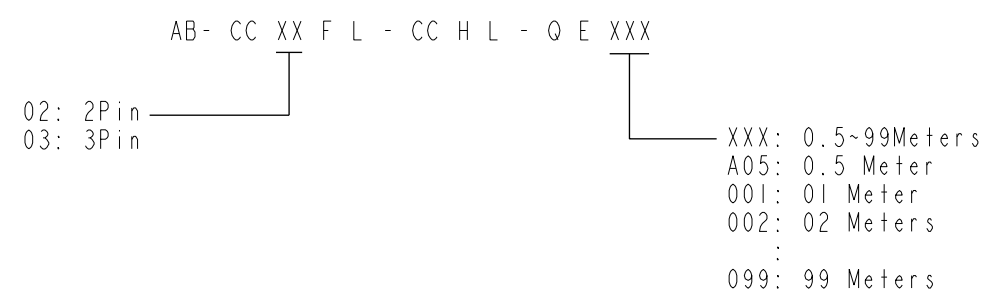 AB- CC XX F L - CC H L - Q E XXX
02: 2Pin
03: 3Pin
XXX: 0.5~99Meters
A05: 0.5 Meter
001: 01 Meter
002: 02 Meters
:
099: 99 Meters